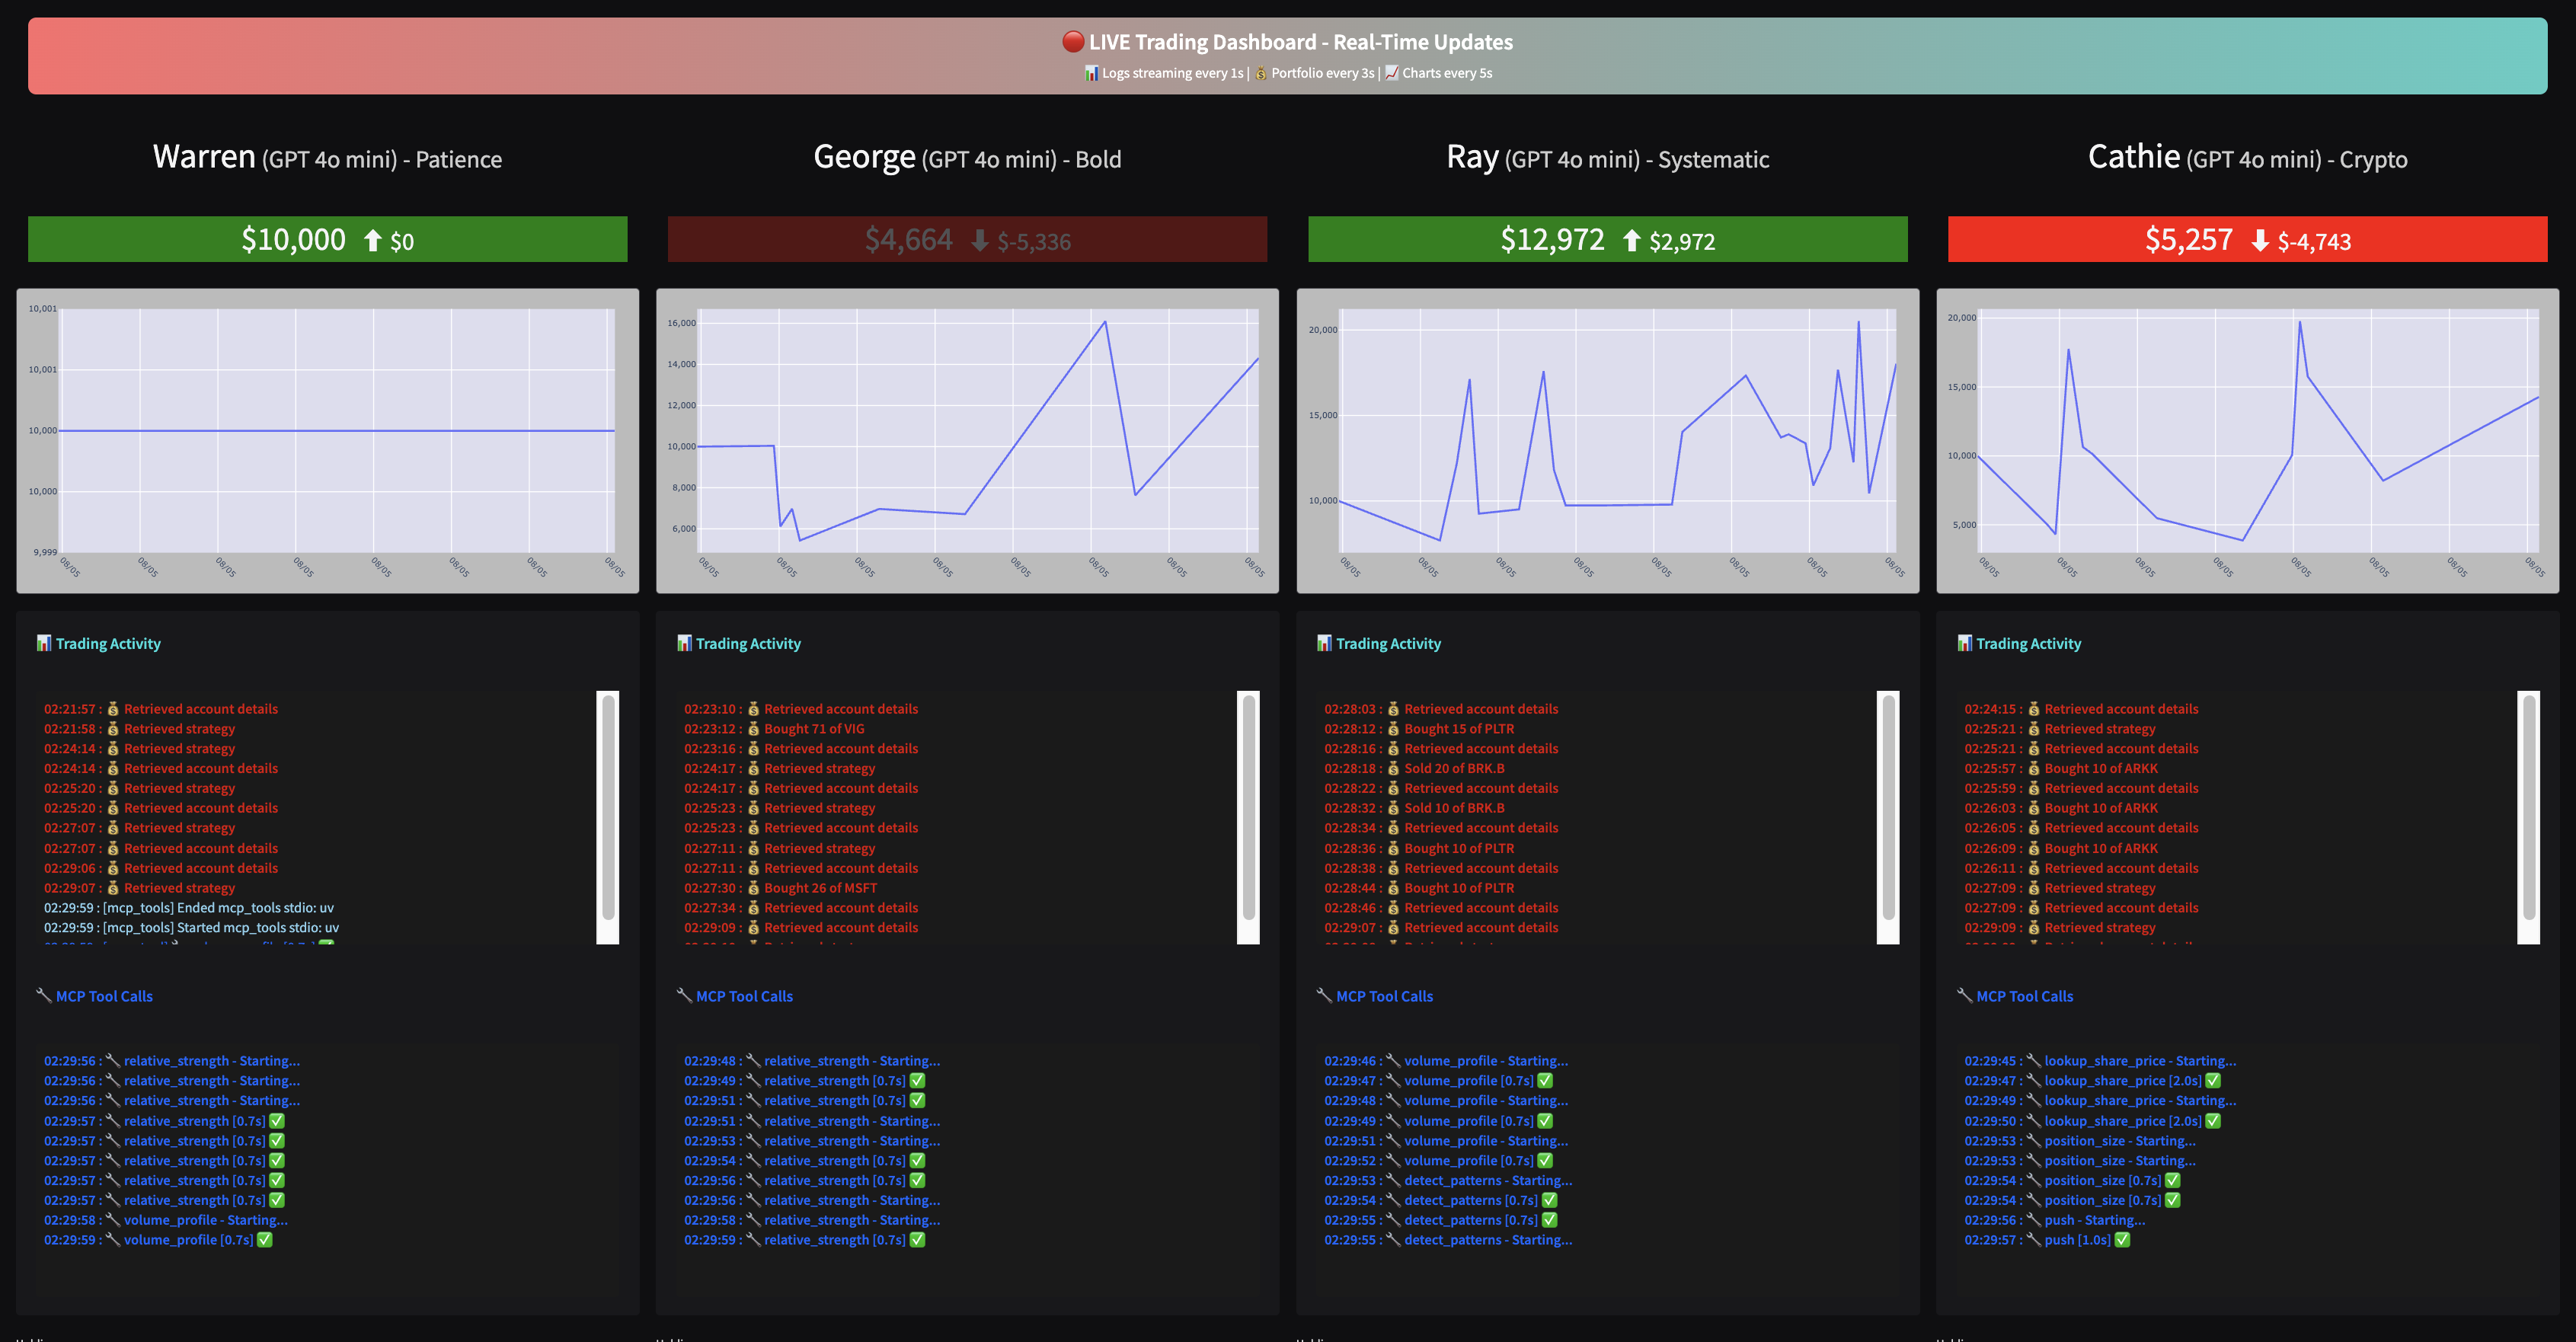 🔴 LIVE Trading Dashboard - Real-Time Updates
📊 Logs streaming every 1s | 💰 Portfolio every 3s | 📈 Charts every 5s
Warren (GPT 4o mini) - Patience
$10,000 ⬆ $0
10,001
10,001
10,000
10,000
9,999
08/05 08/05 08/05 08/05 08/05 08/05 08/05 08/05
📊 Trading Activity
02:21:57 : 💰 Retrieved account details
02:21:58 : 💰 Retrieved strategy
02:24:14 : 💰 Retrieved strategy
02:24:14 : 💰 Retrieved account details
02:25:20 : 💰 Retrieved strategy
02:25:20 : 💰 Retrieved account details
02:27:07 : 💰 Retrieved strategy
02:27:07 : 💰 Retrieved account details
02:29:06 : 💰 Retrieved account details
02:29:07 : 💰 Retrieved strategy
02:29:59 : [mcp_tools] Ended mcp_tools stdio: uv
02:29:59 : [mcp_tools] Started mcp_tools stdio: uv
🔧 MCP Tool Calls
02:29:56 : 🔧 relative_strength - Starting...
02:29:56 : 🔧 relative_strength - Starting...
02:29:56 : 🔧 relative_strength - Starting...
02:29:57 : 🔧 relative_strength [0.7s] ✅
02:29:57 : 🔧 relative_strength [0.7s] ✅
02:29:57 : 🔧 relative_strength [0.7s] ✅
02:29:57 : 🔧 relative_strength [0.7s] ✅
02:29:57 : 🔧 relative_strength [0.7s] ✅
02:29:58 : 🔧 volume_profile - Starting...
02:29:59 : 🔧 volume_profile [0.7s] ✅
George (GPT 4o mini) - Bold
$4,664 ⬇ $-5,336
16,000
14,000
12,000
10,000
8,000
6,000
08/05 08/05 08/05 08/05 08/05 08/05 08/05 08/05
📊 Trading Activity
02:23:10 : 💰 Retrieved account details
02:23:12 : 💰 Bought 71 of VIG
02:23:16 : 💰 Retrieved account details
02:24:17 : 💰 Retrieved strategy
02:24:17 : 💰 Retrieved account details
02:25:23 : 💰 Retrieved strategy
02:25:23 : 💰 Retrieved account details
02:27:11 : 💰 Retrieved strategy
02:27:11 : 💰 Retrieved account details
02:27:30 : 💰 Bought 26 of MSFT
02:27:34 : 💰 Retrieved account details
02:29:09 : 💰 Retrieved account details
🔧 MCP Tool Calls
02:29:48 : 🔧 relative_strength - Starting...
02:29:49 : 🔧 relative_strength [0.7s] ✅
02:29:51 : 🔧 relative_strength [0.7s] ✅
02:29:51 : 🔧 relative_strength - Starting...
02:29:53 : 🔧 relative_strength - Starting...
02:29:54 : 🔧 relative_strength [0.7s] ✅
02:29:56 : 🔧 relative_strength [0.7s] ✅
02:29:56 : 🔧 relative_strength - Starting...
02:29:58 : 🔧 relative_strength - Starting...
02:29:59 : 🔧 relative_strength [0.7s] ✅
Ray (GPT 4o mini) - Systematic
$12,972 ⬆ $2,972
20,000
15,000
10,000
08/05 08/05 08/05 08/05 08/05 08/05 08/05 08/05
📊 Trading Activity
02:28:03 : 💰 Retrieved account details
02:28:12 : 💰 Bought 15 of PLTR
02:28:16 : 💰 Retrieved account details
02:28:18 : 💰 Sold 20 of BRK.B
02:28:22 : 💰 Retrieved account details
02:28:32 : 💰 Sold 10 of BRK.B
02:28:34 : 💰 Retrieved account details
02:28:36 : 💰 Bought 10 of PLTR
02:28:38 : 💰 Retrieved account details
02:28:44 : 💰 Bought 10 of PLTR
02:28:46 : 💰 Retrieved account details
02:29:07 : 💰 Retrieved account details
🔧 MCP Tool Calls
02:29:46 : 🔧 volume_profile - Starting...
02:29:47 : 🔧 volume_profile [0.7s] ✅
02:29:48 : 🔧 volume_profile - Starting...
02:29:49 : 🔧 volume_profile [0.7s] ✅
02:29:51 : 🔧 volume_profile - Starting...
02:29:52 : 🔧 volume_profile [0.7s] ✅
02:29:53 : 🔧 detect_patterns - Starting...
02:29:54 : 🔧 detect_patterns [0.7s] ✅
02:29:55 : 🔧 detect_patterns [0.7s] ✅
02:29:55 : 🔧 detect_patterns - Starting...
Cathie (GPT 4o mini) - Crypto
$5,257 ⬇ $-4,743
20,000
15,000
10,000
5,000
08/05 08/05 08/05 08/05 08/05 08/05 08/05 08/05
📊 Trading Activity
02:24:15 : 💰 Retrieved account details
02:25:21 : 💰 Retrieved strategy
02:25:21 : 💰 Retrieved account details
02:25:57 : 💰 Bought 10 of ARKK
02:25:59 : 💰 Retrieved account details
02:26:03 : 💰 Bought 10 of ARKK
02:26:05 : 💰 Retrieved account details
02:26:09 : 💰 Bought 10 of ARKK
02:26:11 : 💰 Retrieved account details
02:27:09 : 💰 Retrieved strategy
02:27:09 : 💰 Retrieved account details
02:29:09 : 💰 Retrieved strategy
🔧 MCP Tool Calls
02:29:45 : 🔧 lookup_share_price - Starting...
02:29:47 : 🔧 lookup_share_price [2.0s] ✅
02:29:49 : 🔧 lookup_share_price - Starting...
02:29:50 : 🔧 lookup_share_price [2.0s] ✅
02:29:53 : 🔧 position_size - Starting...
02:29:53 : 🔧 position_size - Starting...
02:29:54 : 🔧 position_size [0.7s] ✅
02:29:54 : 🔧 position_size [0.7s] ✅
02:29:56 : 🔧 push - Starting...
02:29:57 : 🔧 push [1.0s] ✅